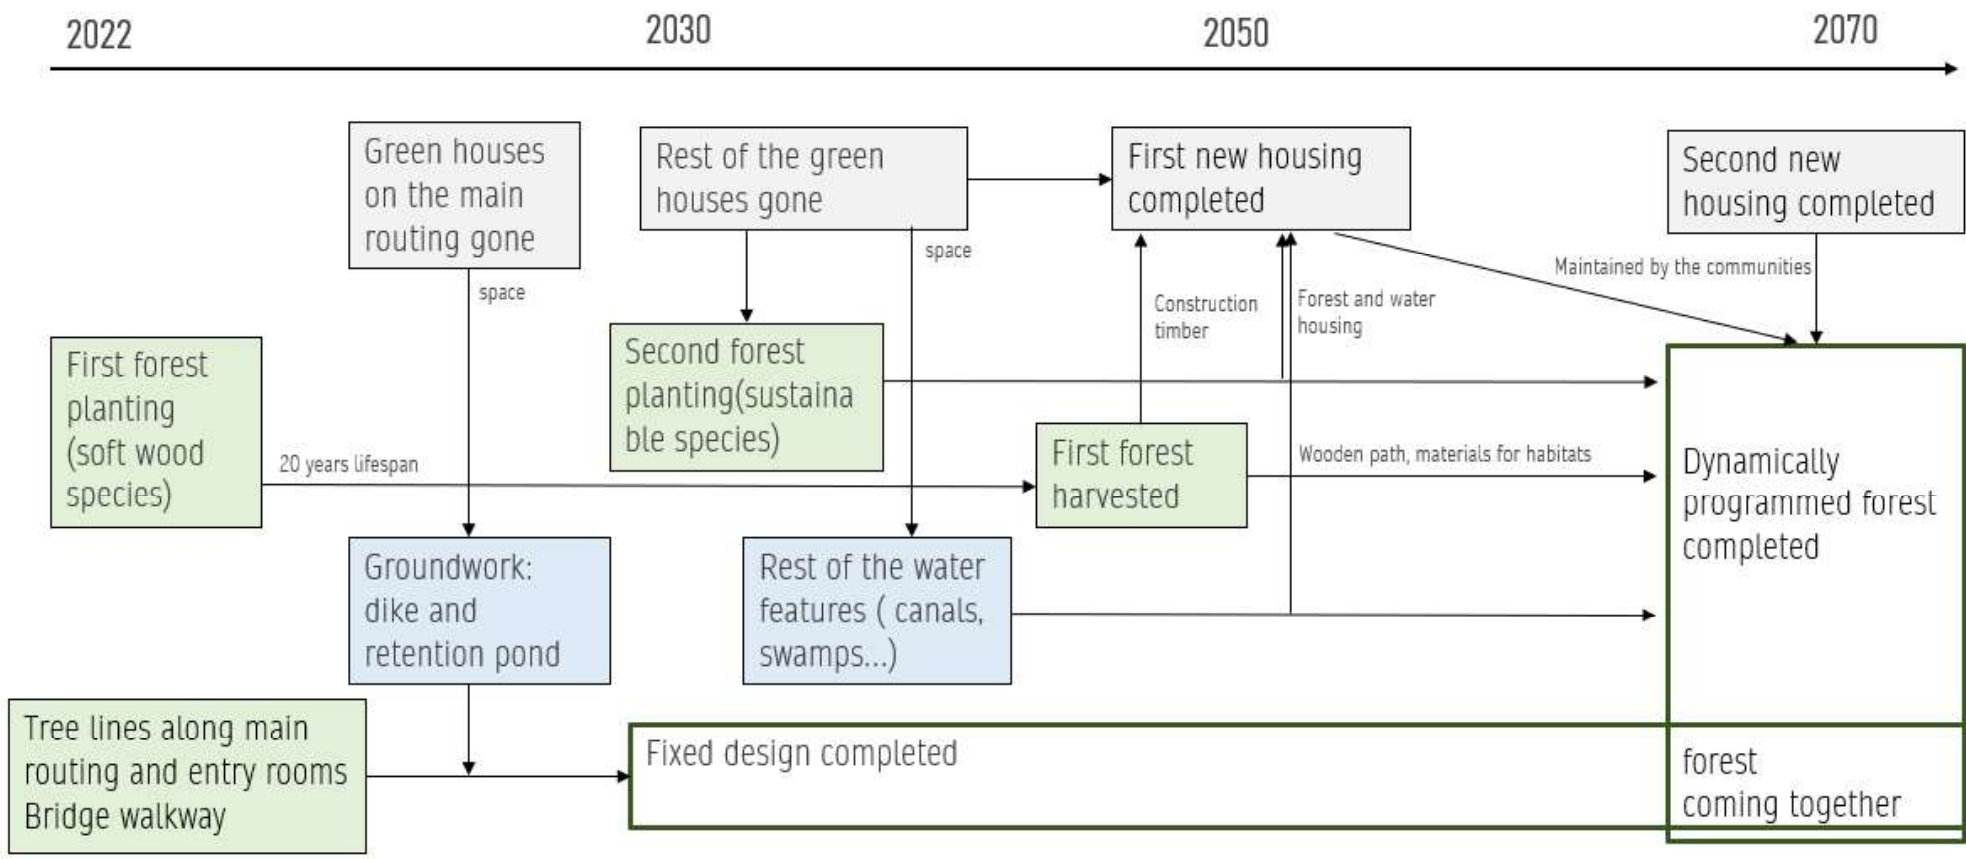 2022
2030
2050
2070
Green houses
on the main
routing gone
Rest of the green
houses gone
First new housing
completed
Second new
housing completed
space
space
Maintained by the communities
Construction
timber
Forest and water
housing
First forest
planting
(soft wood
species)
Second forest
planting(sustaina
ble species)
20 years lifespan
First forest
harvested
Wooden path, materials for habitats
Dynamically
programmed forest
completed
Groundwork:
dike and
retention pond
Rest of the water
features ( canals,
swamps...)
Tree lines along main
routing and entry rooms
Bridge walkway
Fixed design completed
forest
coming together